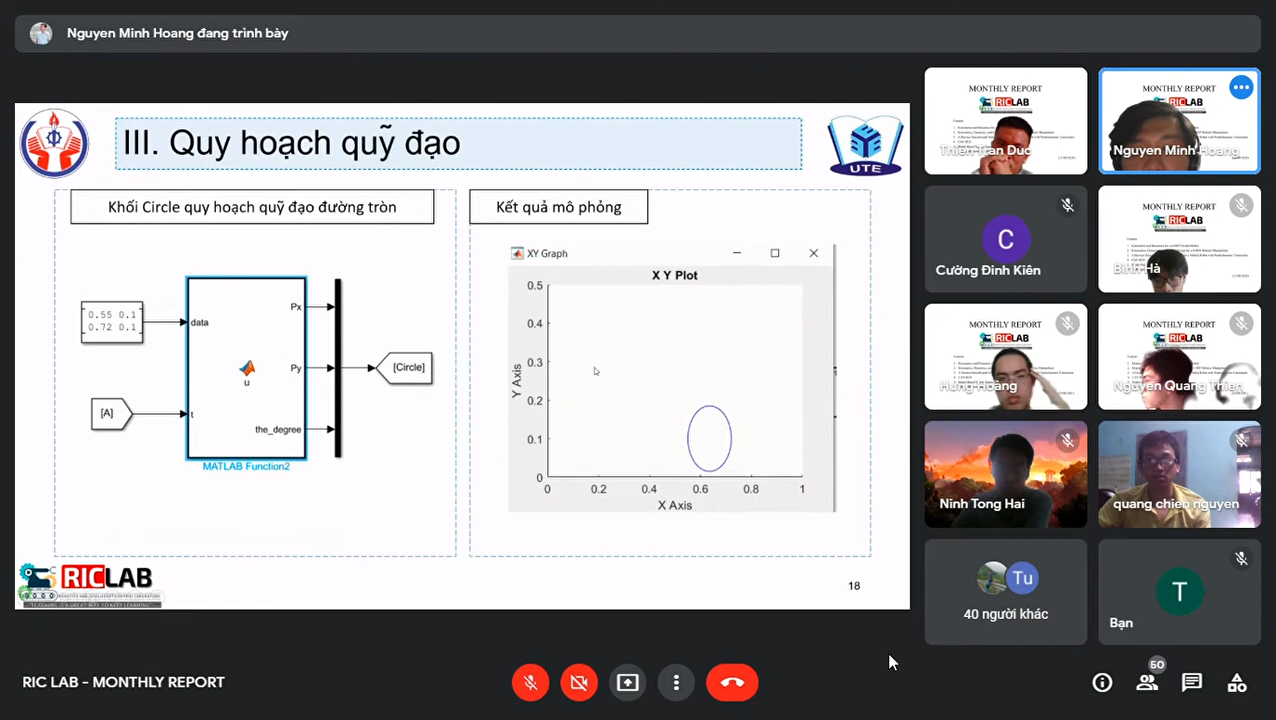 Nguyen Minh Hoang đang trình bày
III. Quy hoạch quỹ đạo
UTE
Khối Circle quy hoạch quỹ đạo đường tròn
Kết quả mô phỏng
0.55 0.1
0.72 0.1
data
[A]
t
u
Px
Py
the_degree
[Circle]
MATLAB Function2
XY Graph
X Y Plot
0.5
0.4
0.3
0.2
0.1
0
Y Axis
0 0.2 0.4 0.6 0.8 1
X Axis
RICLAB
18
MONTHLY REPORT
RICLAB
Thiện Trần Đức
MONTHLY REPORT
RICLAB
Nguyen Minh Hoang
C
Cường Đinh Kiên
MONTHLY REPORT
RICLAB
Bình Hà
MONTHLY REPORT
RICLAB
Hưng Hoàng
MONTHLY REPORT
RICLAB
Nguyen Quang Thien
Ninh Tong Hai
quang chien nguyen
Tu
40 người khác
T
Bạn
RIC LAB - MONTHLY REPORT
50